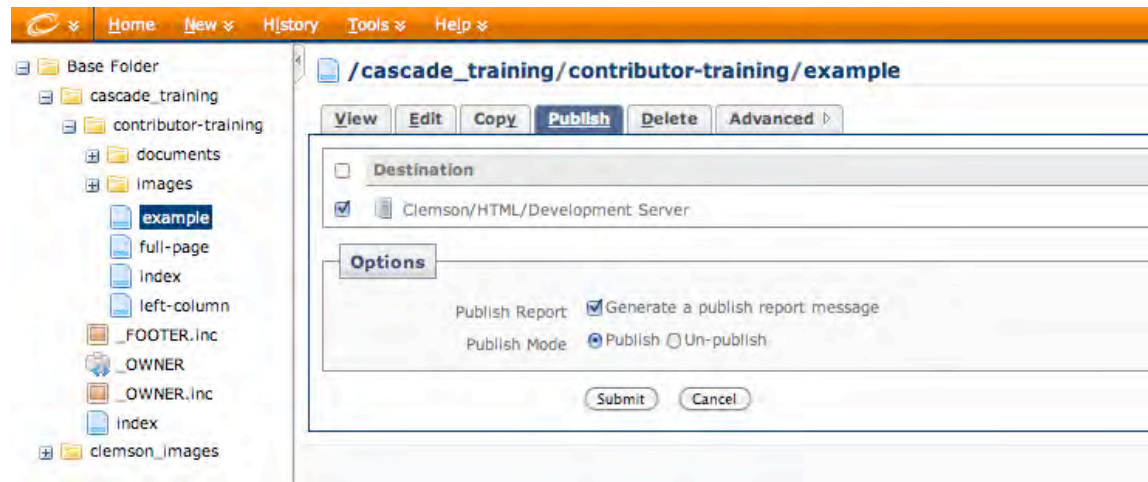 Home New History Tools Help
Base Folder
cascade_training
contributor-training
documents
images
example
full-page
index
left-column
_FOOTER.inc
_OWNER
_OWNER.inc
index
clemson_images
/cascade_training/contributor-training/example
View Edit Copy Publish Delete Advanced
Destination
Clemson/HTML/Development Server
Options
Publish Report Generate a publish report message
Publish Mode Publish Un-publish
Submit Cancel